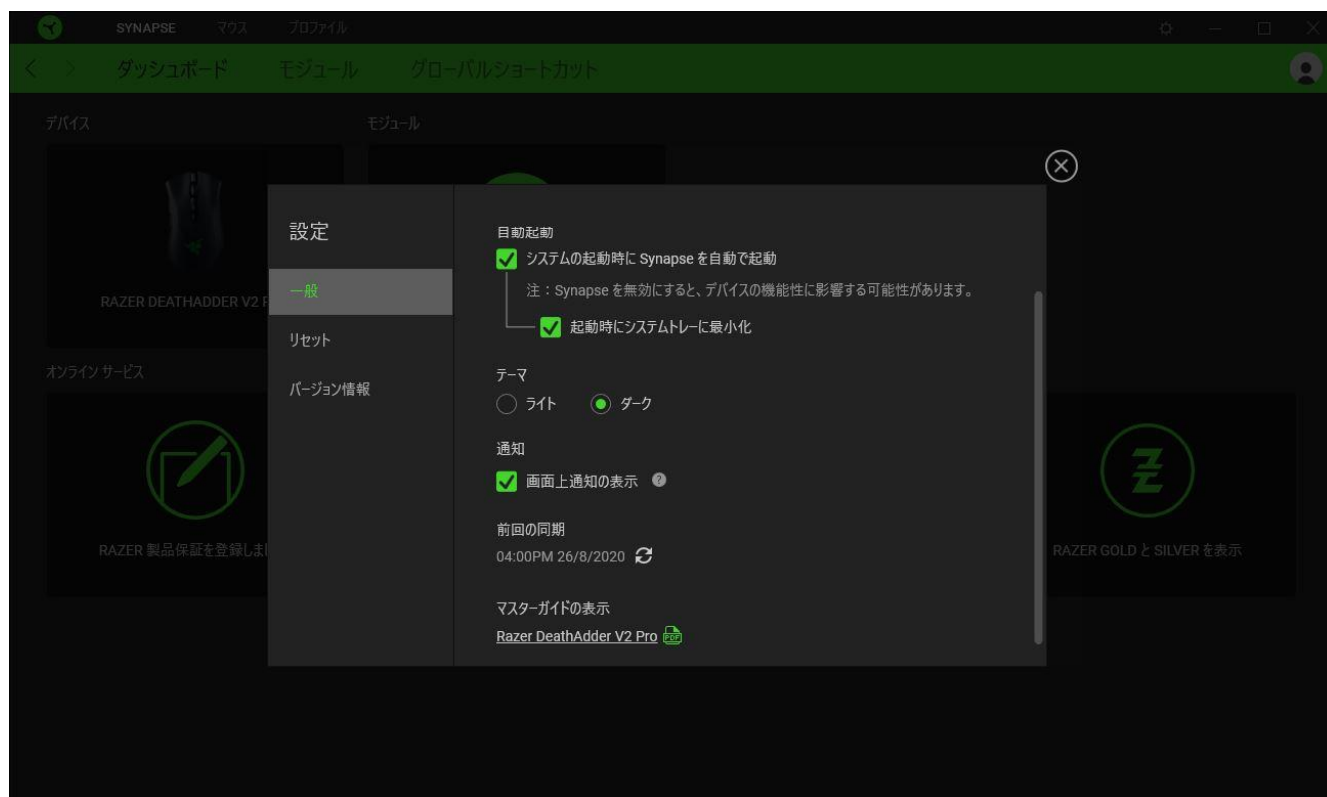 SYNAPSE マウス プロファイル
ダッシュボード モジュール グローバルショートカット
デバイス
モジュール
RAZER DEATHADDER V2 P
オンライン サービス
RAZER 製品保証を登録しま
RAZER GOLD と SILVER を表示
設定
一般
リセット
バージョン情報
自動起動
システムの起動時に Synapse を自動で起動
注：Synapse を無効にすると、デバイスの機能性に影響する可能性があります。
起動時にシステムトレーに最小化
テーマ
ライト ダーク
通知
画面上通知の表示 ?
前回の同期
04:00PM 26/8/2020
マスターガイドの表示
Razer DeathAdder V2 Pro PDF